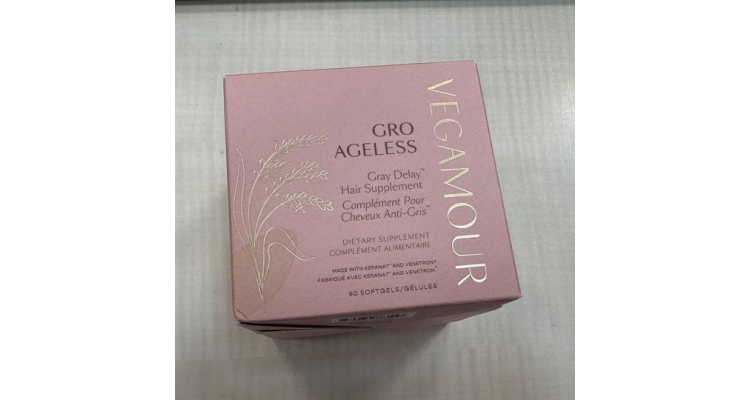 VEGAMOUR
GRO
AGELESS
Gray Delay™
Hair Supplement
Complément Pour
Cheveux Anti-Gris™
DIETARY SUPPLEMENT
COMPLÉMENT ALIMENTAIRE
MADE WITH KERANAT™ AND VENETRON®
FABRIQUÉ AVEC KERANAT™ AND VENETRON®
60 SOFTGELS/GÉLULES